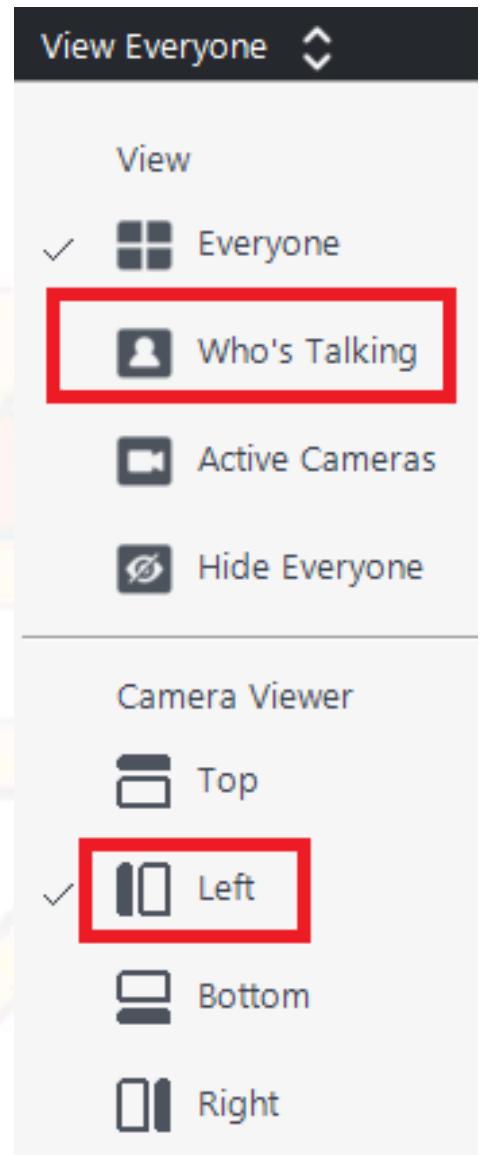 View Everyone
View
Everyone
Who's Talking
Active Cameras
Hide Everyone
Camera Viewer
Top
Left
Bottom
Right